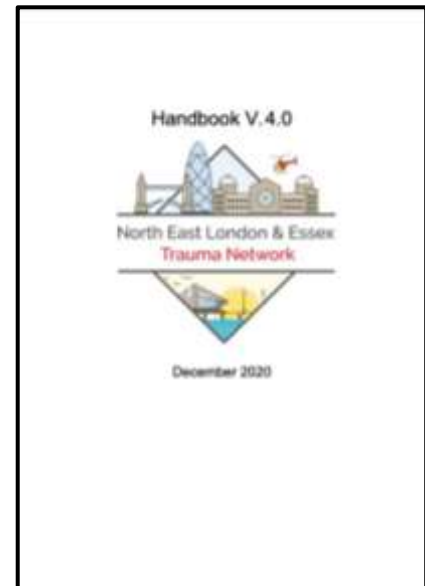 Handbook V.4.0
North East London & Essex
Trauma Network
December 2020